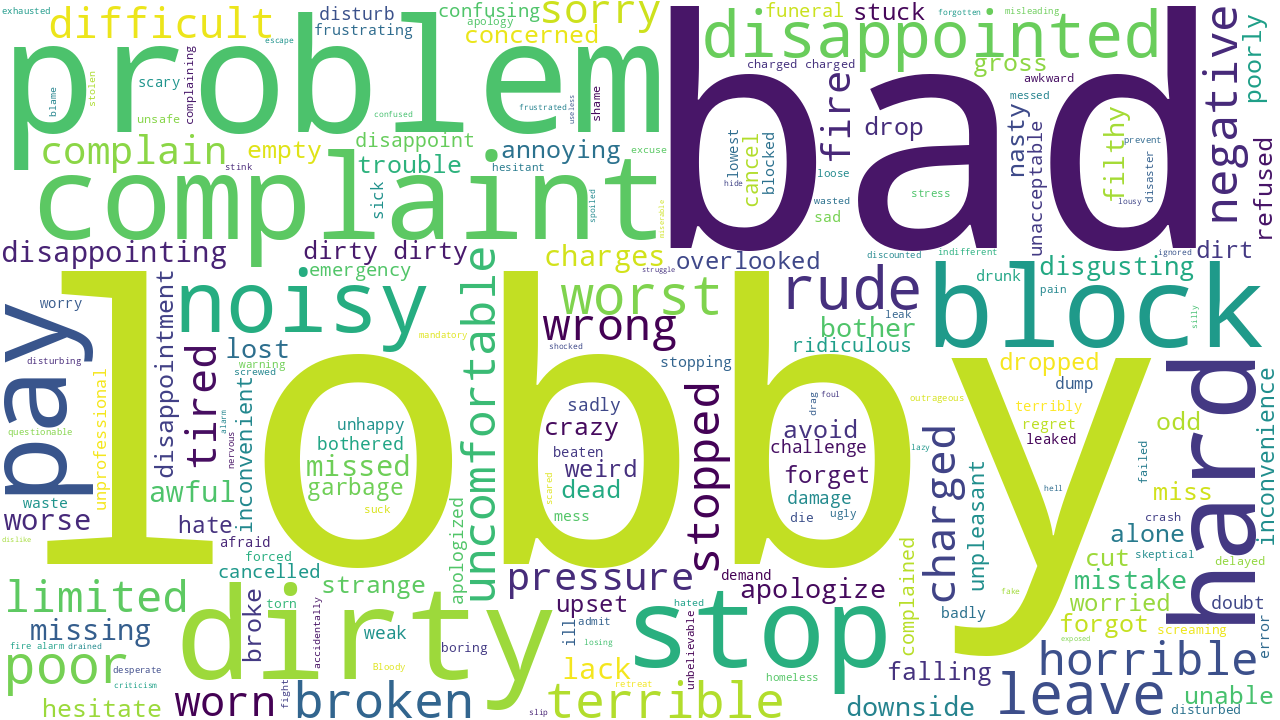 exhausted
difficult
disturb
frustrating
confusing
apology
sorry
concerned
escape
problem
scary
complaining
stolen
blame
unsafe
confused
frustrated
useless
shame
complain
empty
disappoint
trouble
annoying
hesitant
excuse
stink
sick
complaint
spoiled
miserable
disappointing
dirty dirty
emergency
funeral
stuck
forgotten
misleading
disappointed
gross
charged charged
awkward
messed
poorly
negative
bad
fire
drop
lowest
cancel
blocked
hide
loose
wasted
sad
stress
nasty
unacceptable
filthy
prevent
disaster
lousy
refused
dirt
ignored
indifferent
discounted
charges
overlooked
struggle
disgusting
drunk
pain
silly
worry
pay
disturbing
disappointment
noisy
uncomfortable
worst
wrong
shocked
rude
leak
bother
ridiculous
block
lost
mandatory
warning
screwed
tired
alarm
nervous
inconvenient
unprofessional
questionable
waste
worse
dislike
awful
hate
afraid
forced
cancelled
lobby
unhappy
bothered
missed
garbage
suck
stopping
stopped
sadly
crazy
beaten
weird
scared
dead
mess
drag
foul
avoid
challenge
forget
damage
die
ugly
outrageous
lazy
charged
unpleasant
hell
dropped
dump
terribly
regret
leaked
odd
failed
miss
crash
alone
skeptical
cut
mistake
hard
inconvenience
delayed
worried
doubt
forgot
screaming
exposed
error
limited
missing
fire alarm
drained
poor
desperate
criticism
hesitate
dirty
worn
broke
torn
accidentally
strange
apologized
weak
Bloody
boring
fight
broken
slip
pressure
upset
hated
admit
ill
losing
lack
retreat
terrible
demand
apologize
stop
unbelievable
homeless
complained
badly
fake
falling
downside
horrible
leave
unable
disturbed